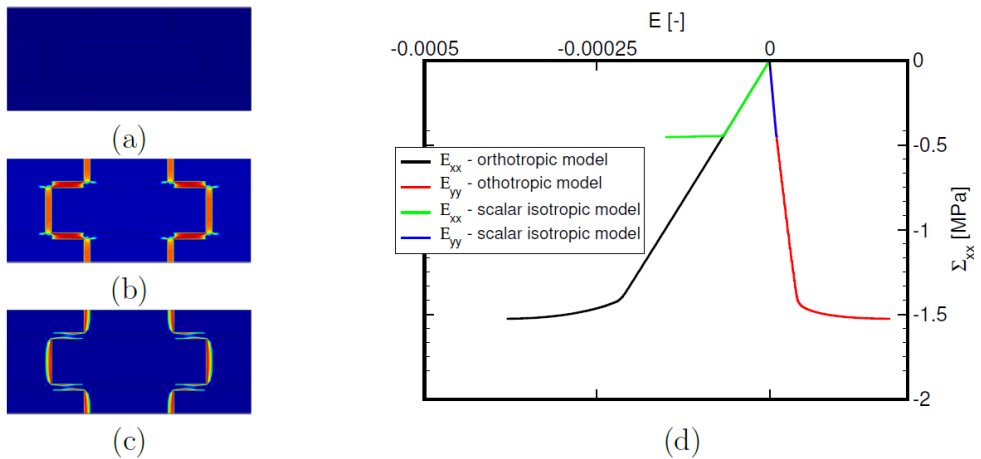 (a)
(b)
(c)
E [-]
-0.0005 -0.00025 0
0
-0.5
-1
-1.5
-2
Σxx [MPa]
Exx - orthotropic model
Eyy - othotropic model
Exx - scalar isotropic model
Eyy - scalar isotropic model
(d)